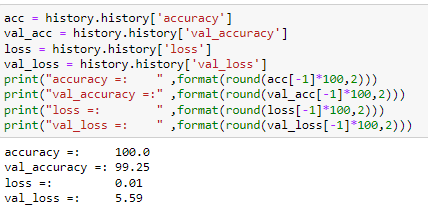 acc = history.history['accuracy']
val_acc = history.history['val_accuracy']
loss = history.history['loss']
val_loss = history.history['val_loss']
print("accuracy =:    " ,format(round(acc[-1]*100,2)))
print("val_accuracy =:" ,format(round(val_acc[-1]*100,2)))
print("loss =:        " ,format(round(loss[-1]*100,2)))
print("val_loss =:    " ,format(round(val_loss[-1]*100,2)))
accuracy =:     100.0
val_accuracy =: 99.25
loss =:         0.01
val_loss =:     5.59